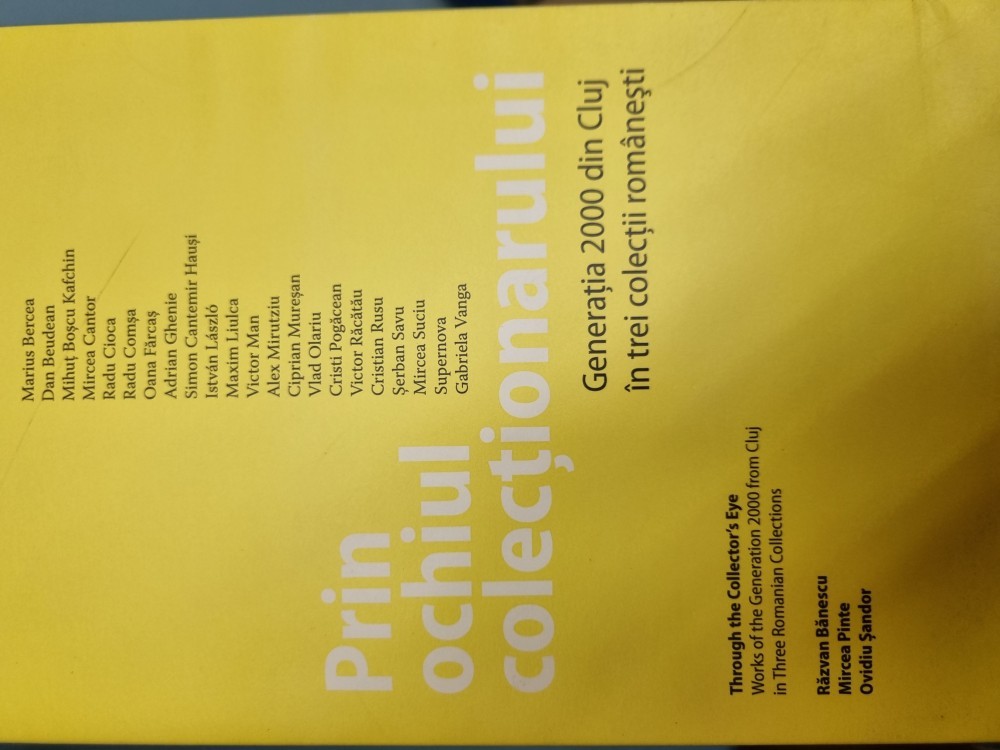 Marius Bercea
Dan Beudean
Mihuț Boșcu Kafchin
Mircea Cantor
Radu Cioca
Radu Comșa
Oana Fărcaș
Adrian Ghenie
Simon Cantemir Hauși
István László
Maxim Liulca
Victor Man
Alex Mirutziu
Ciprian Mureșan
Vlad Olariu
Cristi Pogăcean
Victor Răcătău
Cristian Rusu
Șerban Savu
Mircea Suciu
Supernova
Gabriela Vanga
Prin
ochiul
colecționarului
Generația 2000 din Cluj
în trei colecții românești
Through the Collector's Eye
Works of the Generation 2000 from Cluj
in Three Romanian Collections
Răzvan Bănescu
Mircea Pinte
Ovidiu Șandor